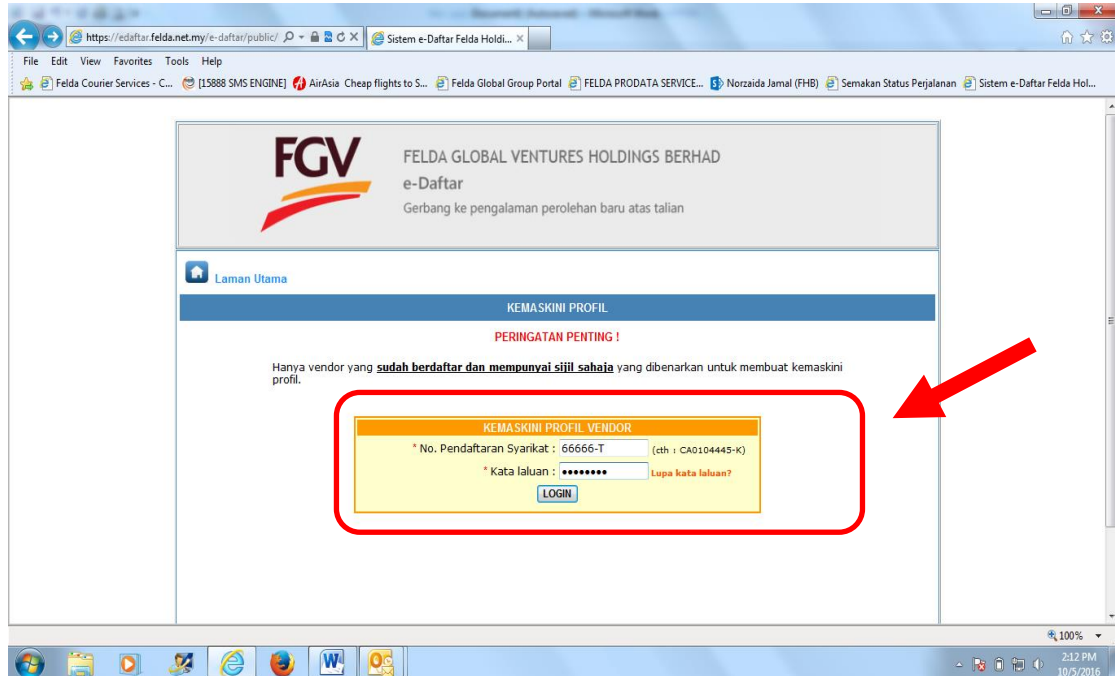 https://edaftar.felda.net.my/e-daftar/public/
Sistem e-Daftar Felda Holdi...
File Edit View Favorites Tools Help
Felda Courier Services - C... [15888 SMS ENGINE] AirAsia Cheap flights to S... Felda Global Group Portal FELDA PRODATA SERVICE... Norzaida Jamal (FHB) Semakan Status Perjalanan Sistem e-Daftar Felda Hol...
FGV
FELDA GLOBAL VENTURES HOLDINGS BERHAD
e-Daftar
Gerbang ke pengalaman perolehan baru atas talian
Laman Utama
KEMASKINI PROFIL
PERINGATAN PENTING !
Hanya vendor yang sudah berdaftar dan mempunyai sijil sahaja yang dibenarkan untuk membuat kemaskini
profil.
KEMASKINI PROFIL VENDOR
* No. Pendaftaran Syarikat : 66666-T (cth : CA0104445-K)
* Kata laluan : •••••••• Lupa kata laluan?
LOGIN
100%
2:12 PM
10/5/2016